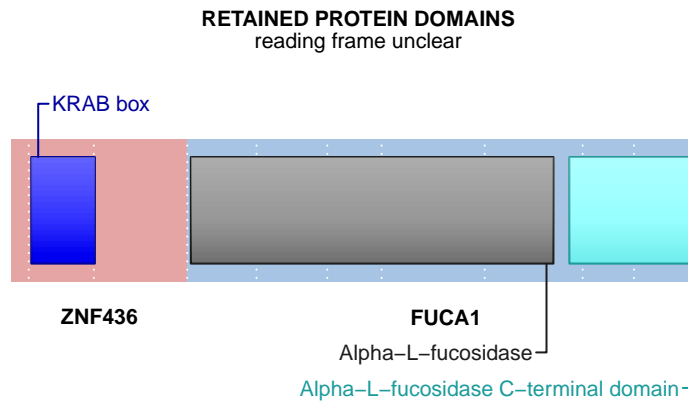 RETAINED PROTEIN DOMAINS
reading frame unclear
KRAB box
ZNF436
FUCA1
Alpha−L−fucosidase
Alpha−L−fucosidase C−terminal domain